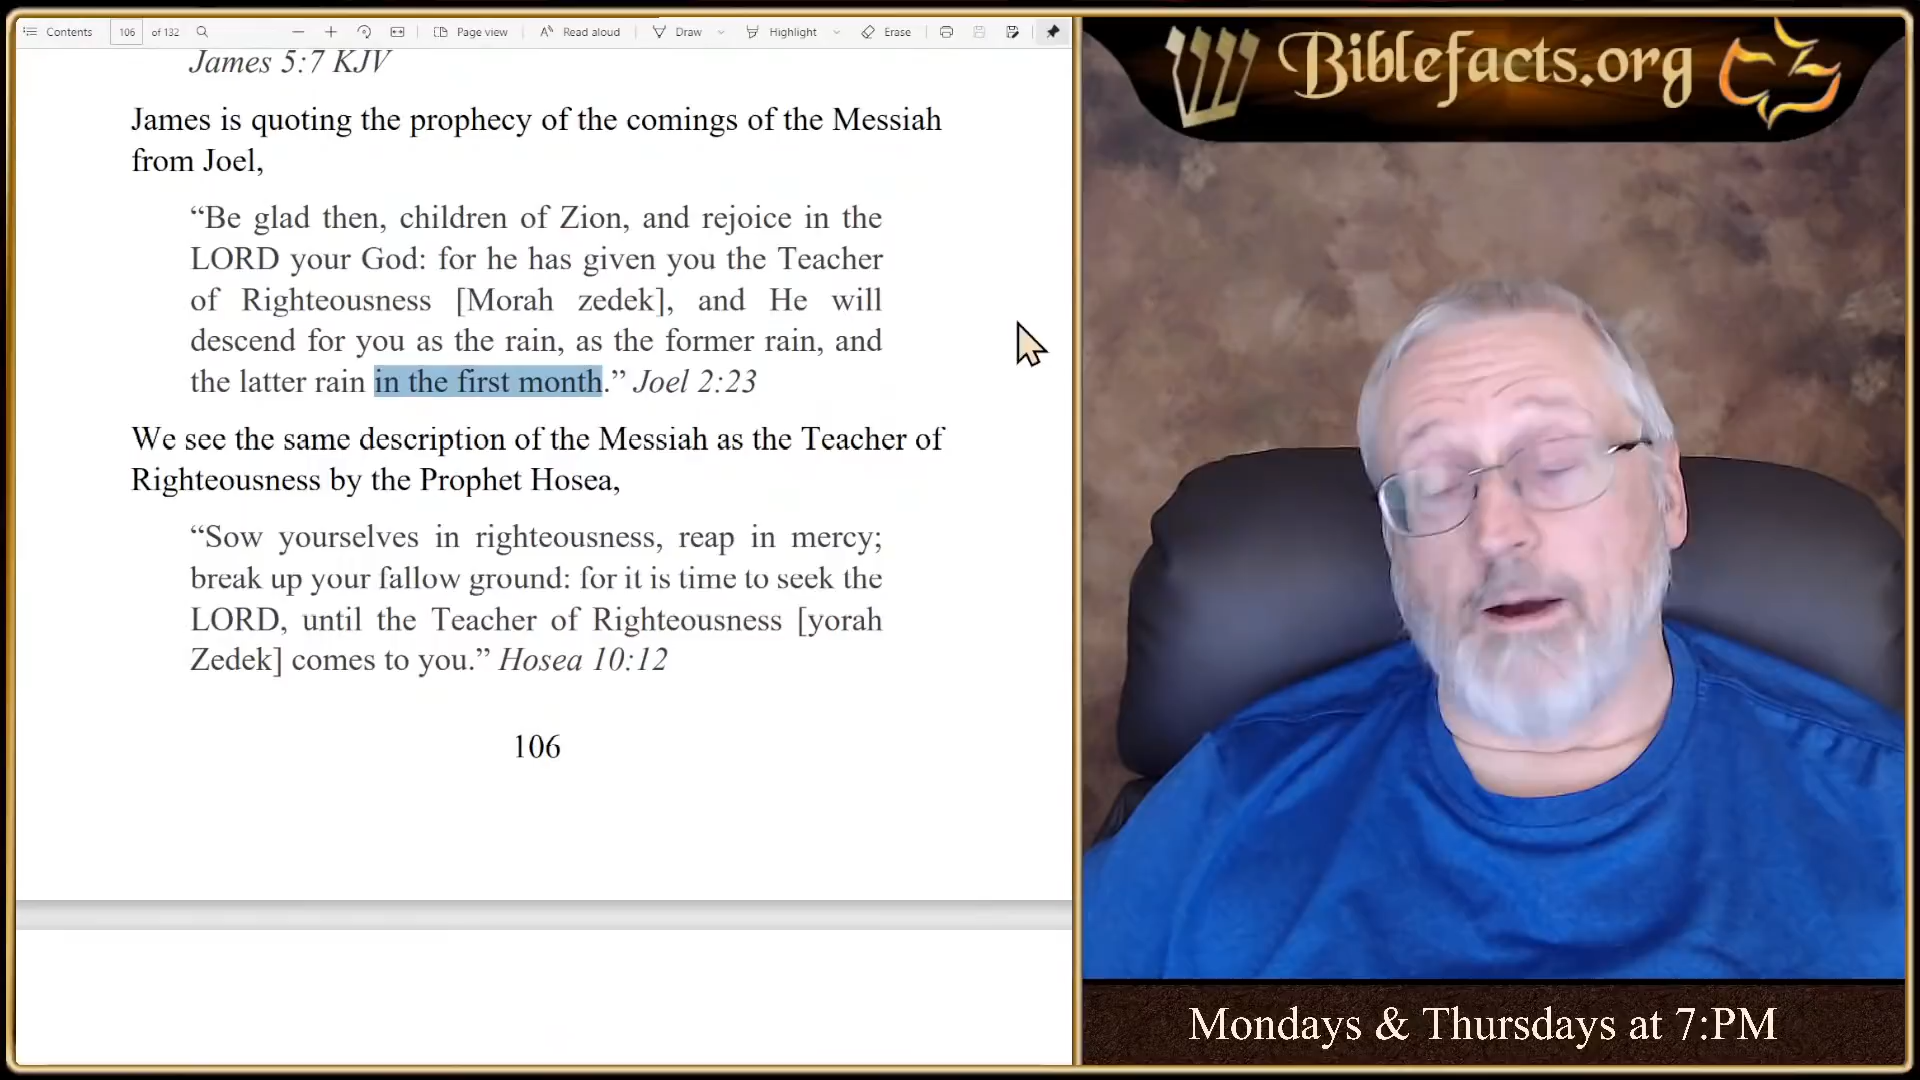 Contents 106 of 132 Page view Read aloud Draw Highlight Erase
James 5:7 KJV
James is quoting the prophecy of the comings of the Messiah
from Joel,
“Be glad then, children of Zion, and rejoice in the
LORD your God: for he has given you the Teacher
of Righteousness [Morah zedek], and He will
descend for you as the rain, as the former rain, and
the latter rain in the first month.” Joel 2:23
We see the same description of the Messiah as the Teacher of
Righteousness by the Prophet Hosea,
“Sow yourselves in righteousness, reap in mercy;
break up your fallow ground: for it is time to seek the
LORD, until the Teacher of Righteousness [yorah
Zedek] comes to you.” Hosea 10:12
106
ש Biblefacts.org
Mondays & Thursdays at 7:PM